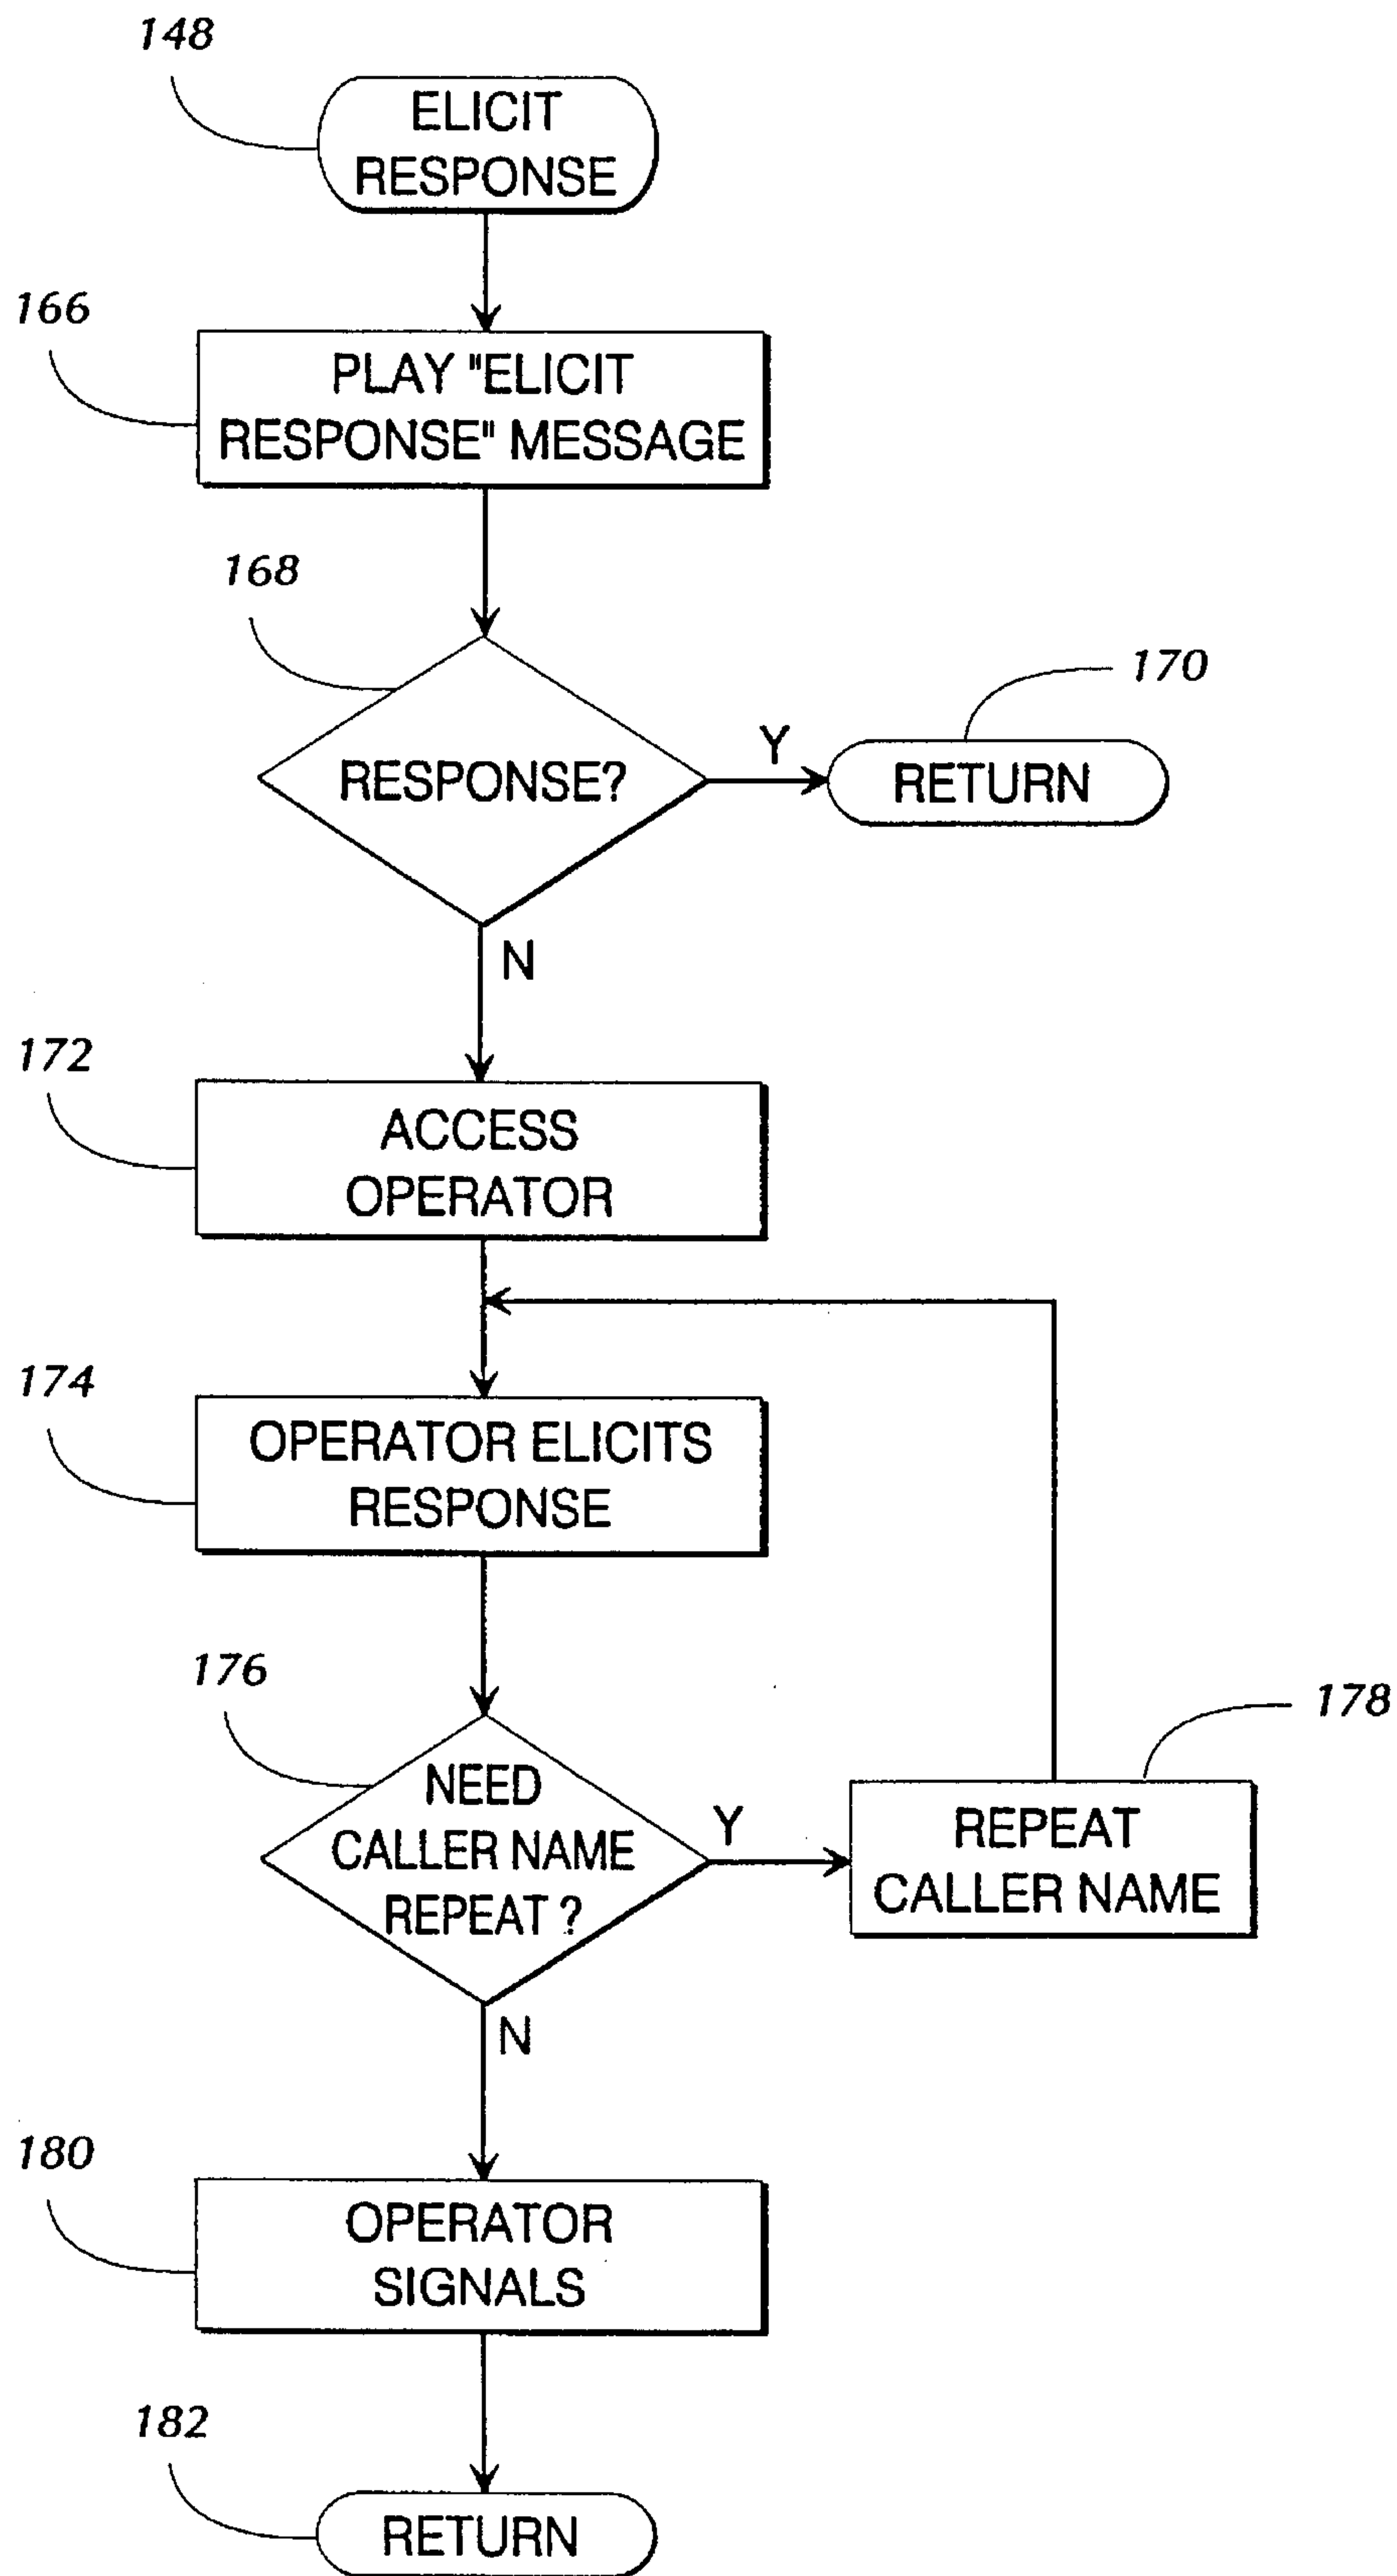 148
ELICIT
RESPONSE
166
PLAY "ELICIT
RESPONSE" MESSAGE
168
170
RESPONSE?
Y
RETURN
N
172
ACCESS
OPERATOR
174
OPERATOR ELICITS
RESPONSE
176
178
NEED
CALLER NAME
REPEAT ?
Y
REPEAT
CALLER NAME
N
180
OPERATOR
SIGNALS
182
RETURN